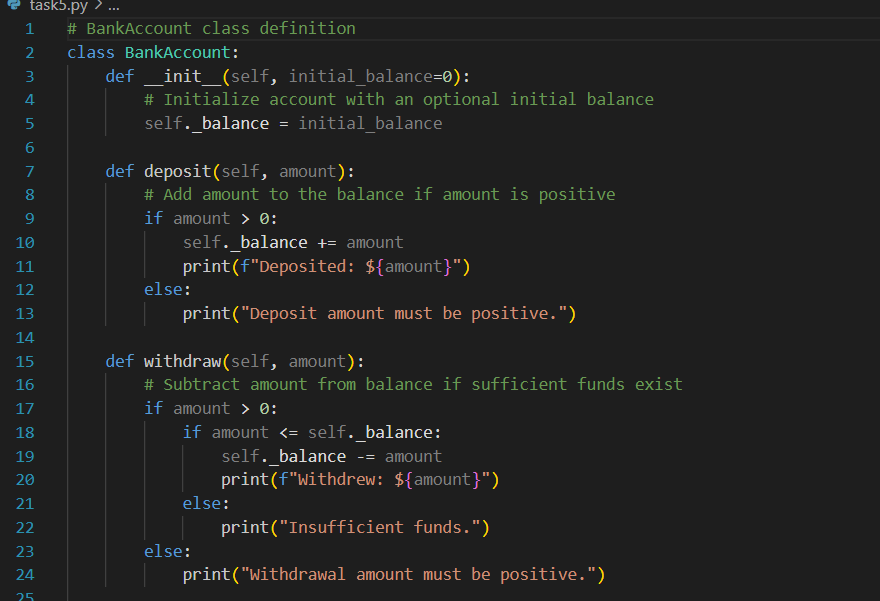 task5.py > ...
1 # BankAccount class definition
2 class BankAccount:
3     def __init__(self, initial_balance=0):
4         # Initialize account with an optional initial balance
5         self._balance = initial_balance
6
7     def deposit(self, amount):
8         # Add amount to the balance if amount is positive
9         if amount > 0:
10             self._balance += amount
11             print(f"Deposited: ${amount}")
12         else:
13             print("Deposit amount must be positive.")
14
15     def withdraw(self, amount):
16         # Subtract amount from balance if sufficient funds exist
17         if amount > 0:
18             if amount <= self._balance:
19                 self._balance -= amount
20                 print(f"Withdrew: ${amount}")
21             else:
22                 print("Insufficient funds.")
23         else:
24             print("Withdrawal amount must be positive.")
25